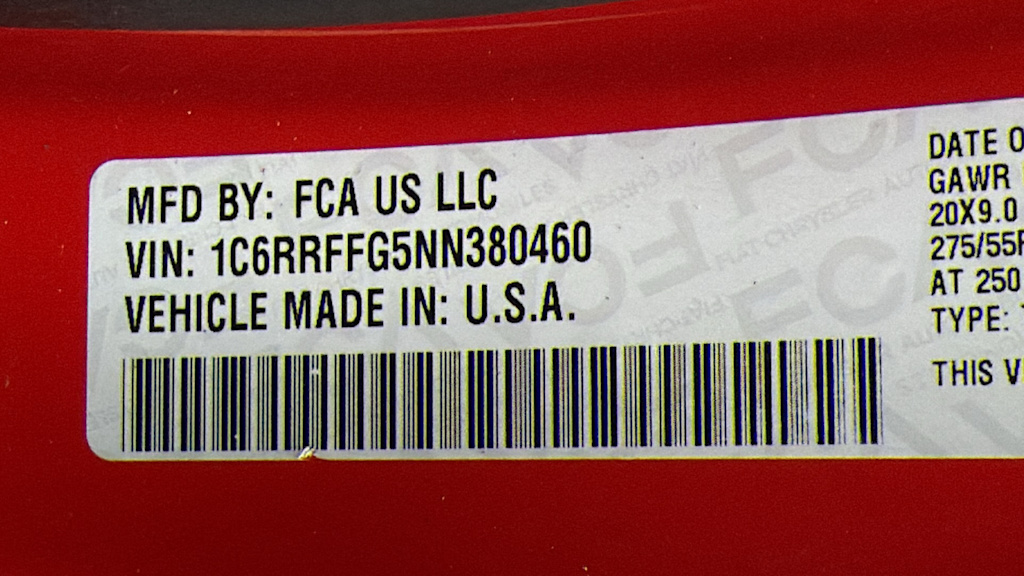 MFD BY: FCA US LLC
VIN: 1C6RRFFG5NN380460
VEHICLE MADE IN: U.S.A.
DATE O
GAWR
20X9.0
275/55R
AT 250
TYPE:
THIS V